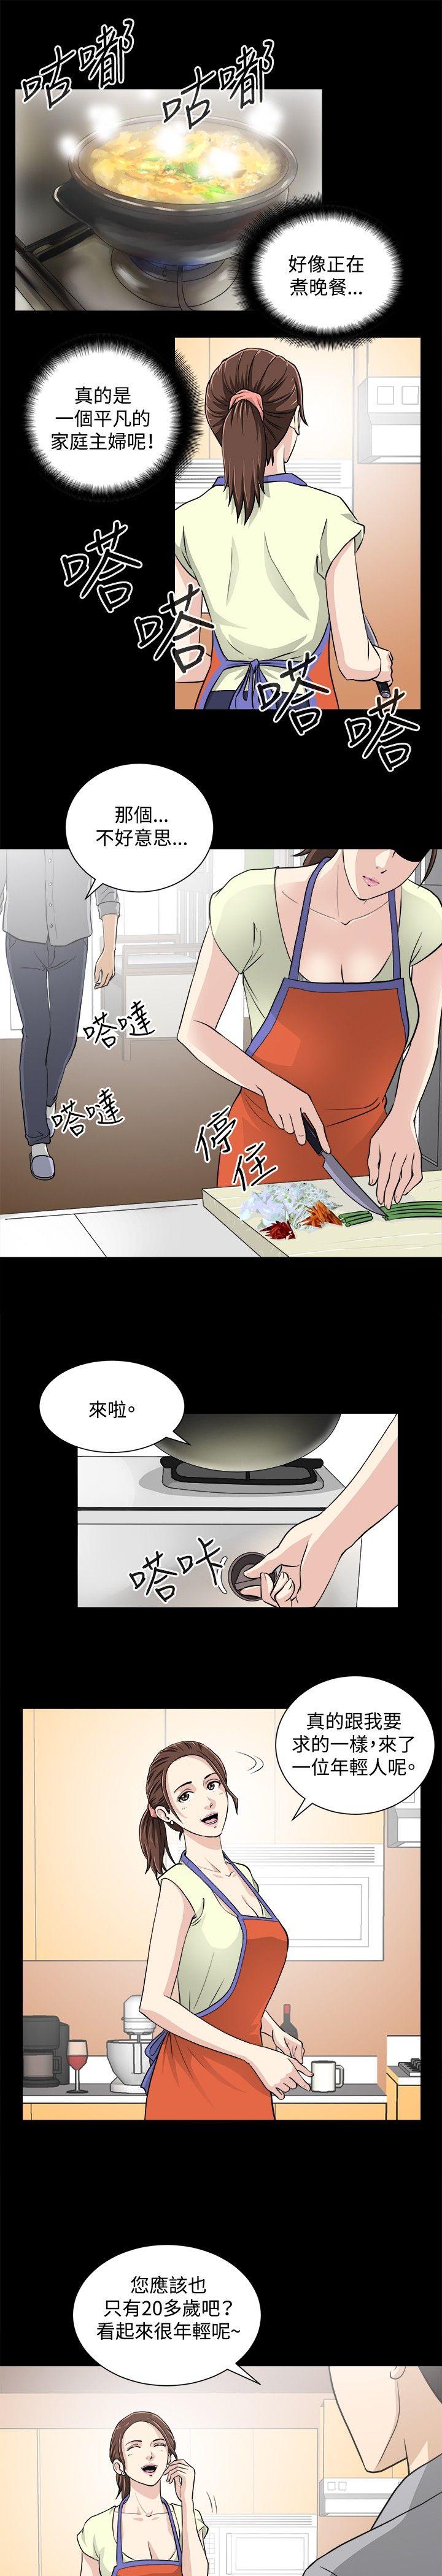 咕嘟
咕嘟
好像正在
煮晚餐...
真的是
一個平凡的
家庭主婦呢!
嗒
嗒
嗒
嗒
那個...
不好意思...
嗒噠
嗒噠
停
住
來啦。
嗒咔
真的跟我要
求的一樣,來了
一位年輕人呢。
您應該也
只有20多歲吧?
看起來很年輕呢~